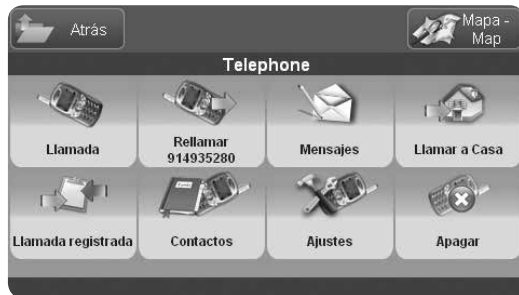 Atrás
Mapa -
Map
Telephone
Llamada
Rellamar
914935280
Mensajes
Llamar a Casa
Llamada registrada
Contactos
Ajustes
Apagar